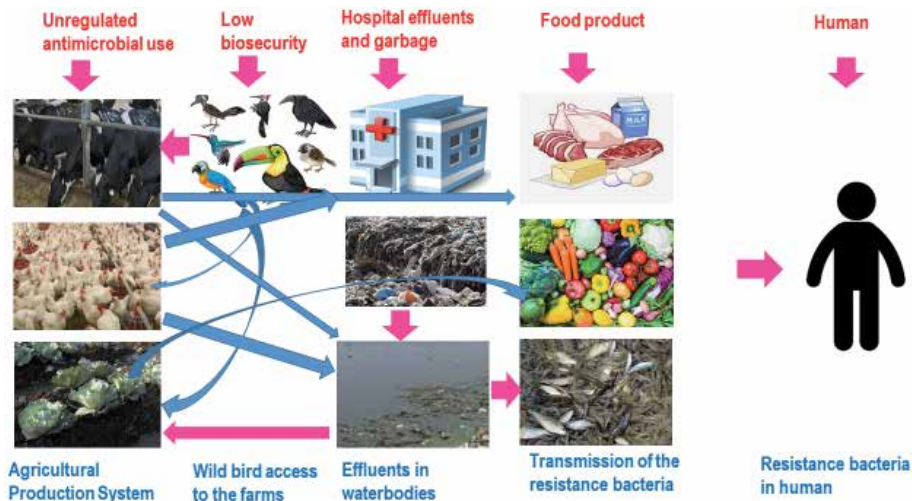 Unregulated
antimicrobial use
Low
biosecurity
Hospital effluents
and garbage
Food product
Human
MILK
Agricultural
Production System
Wild bird access
to the farms
Effluents in
waterbodies
Transmission of the
resistance bacteria
Resistance bacteria
in human